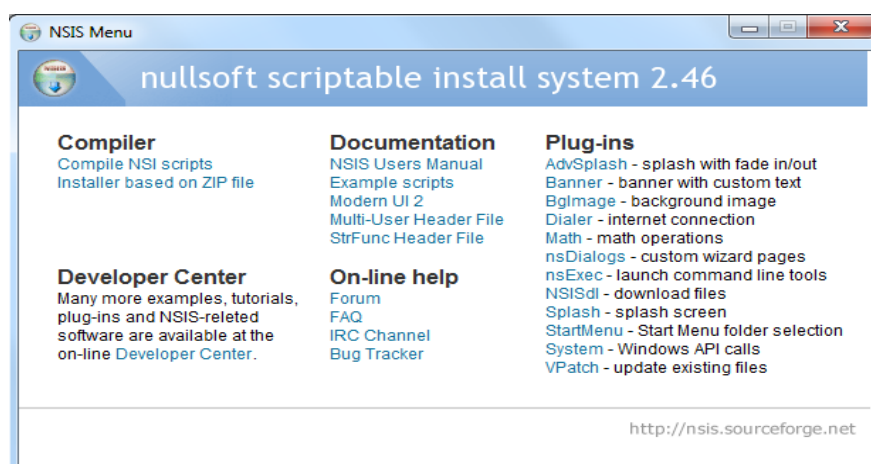 NSIS Menu
nullsoft scriptable install system 2.46
Compiler
Compile NSI scripts
Installer based on ZIP file
Documentation
NSIS Users Manual
Example scripts
Modern UI 2
Multi-User Header File
StrFunc Header File
Plug-ins
AdvSplash - splash with fade in/out
Banner - banner with custom text
BgImage - background image
Dialer - internet connection
Math - math operations
nsDialogs - custom wizard pages
nsExec - launch command line tools
NSISdl - download files
Splash - splash screen
StartMenu - Start Menu folder selection
System - Windows API calls
VPatch - update existing files
Developer Center
Many more examples, tutorials,
plug-ins and NSIS-releted
software are available at the
on-line Developer Center.
On-line help
Forum
FAQ
IRC Channel
Bug Tracker
http://nsis.sourceforge.net